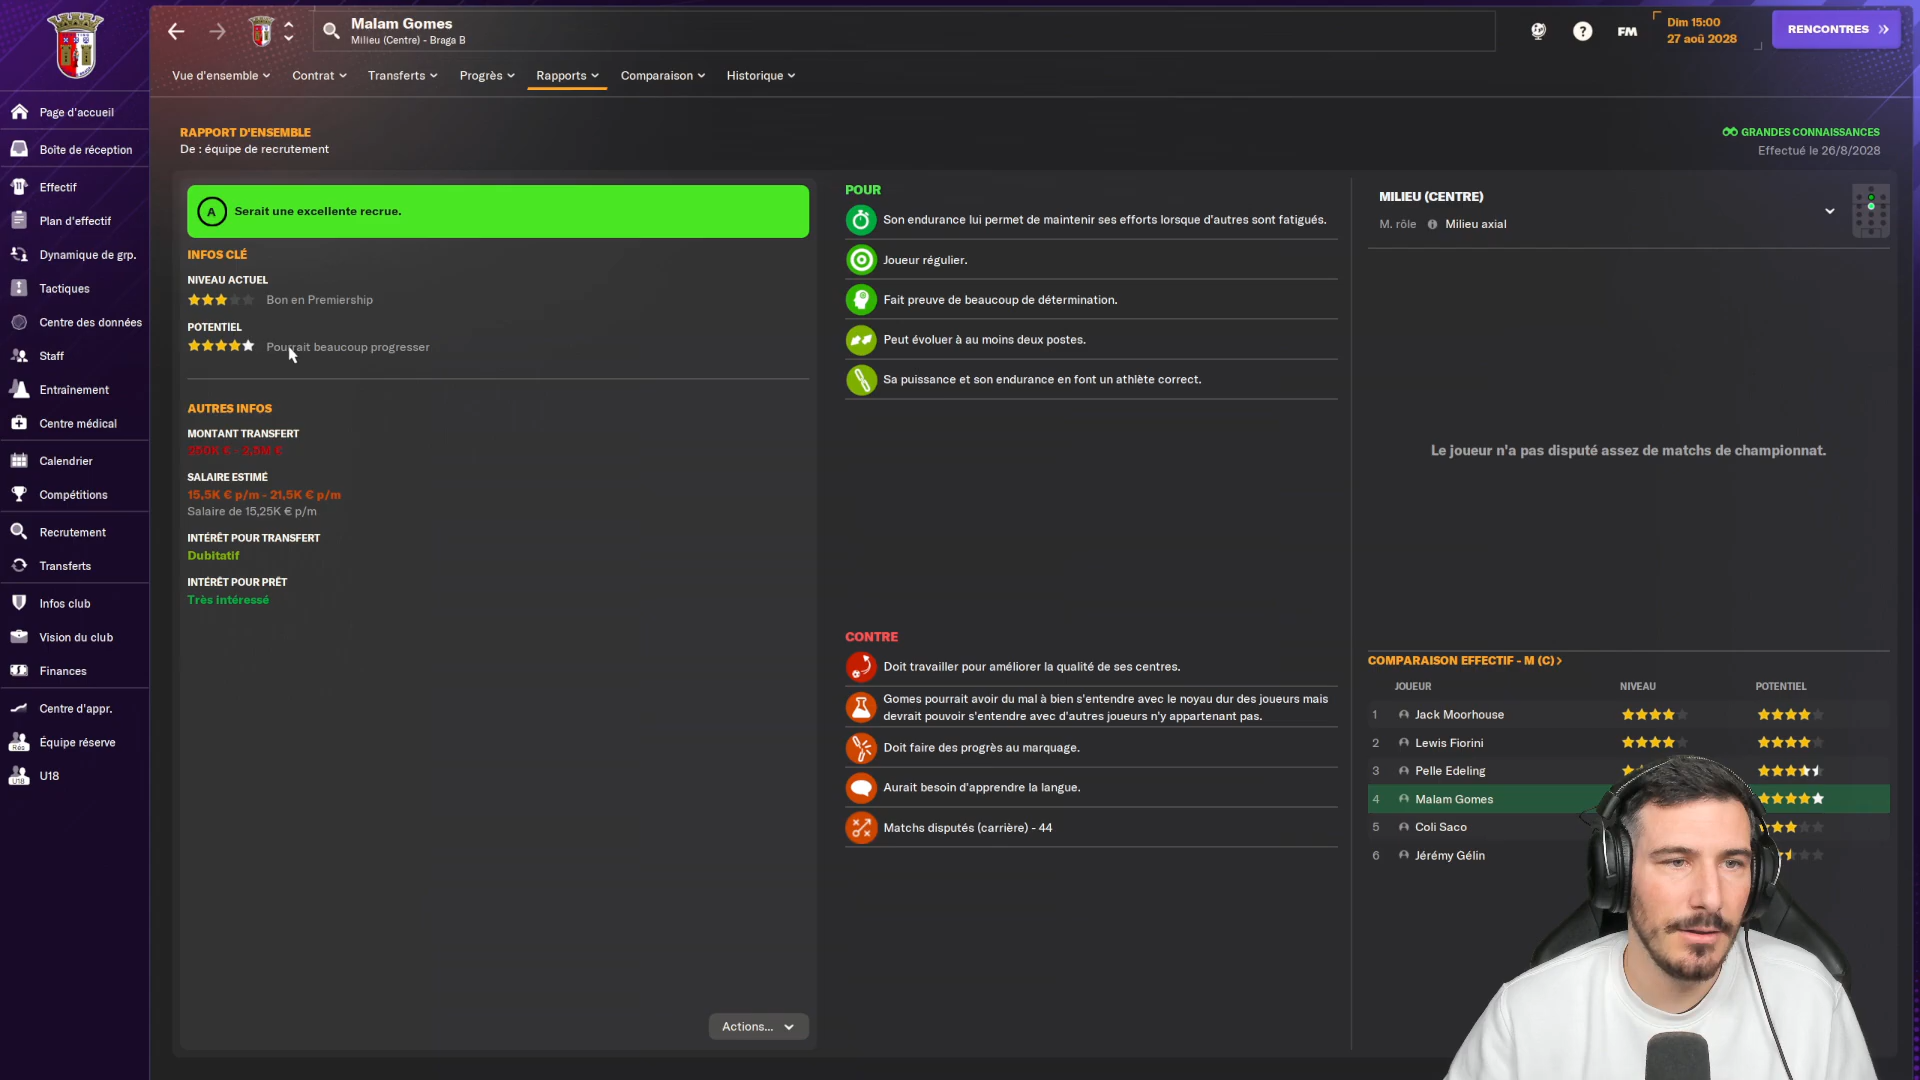 Malam Gomes
Milieu (Centre) - Braga B
FM
Dim 15:00
27 aoû 2028
RENCONTRES
Vue d'ensemble
Contrat
Transferts
Progrès
Rapports
Comparaison
Historique
Page d'accueil
Boîte de réception
Effectif
Plan d'effectif
Dynamique de grp.
Tactiques
Centre des données
Staff
Entraînement
Centre médical
Calendrier
Compétitions
Recrutement
Transferts
Infos club
Vision du club
Finances
Centre d'appr.
Équipe réserve
U18
RAPPORT D'ENSEMBLE
De : équipe de recrutement
GRANDES CONNAISSANCES
Effectué le 26/8/2028
A Serait une excellente recrue.
INFOS CLÉ
NIVEAU ACTUEL
Bon en Premiership
POTENTIEL
Pourrait beaucoup progresser
AUTRES INFOS
MONTANT TRANSFERT
250K € - 2,5M €
SALAIRE ESTIMÉ
15,5K € p/m - 21,5K € p/m
Salaire de 15,25K € p/m
INTÉRÊT POUR TRANSFERT
Dubitatif
INTÉRÊT POUR PRÊT
Très intéressé
Actions...
POUR
Son endurance lui permet de maintenir ses efforts lorsque d'autres sont fatigués.
Joueur régulier.
Fait preuve de beaucoup de détermination.
Peut évoluer à au moins deux postes.
Sa puissance et son endurance en font un athlète correct.
CONTRE
Doit travailler pour améliorer la qualité de ses centres.
Gomes pourrait avoir du mal à bien s'entendre avec le noyau dur des joueurs mais
devrait pouvoir s'entendre avec d'autres joueurs n'y appartenant pas.
Doit faire des progrès au marquage.
Aurait besoin d'apprendre la langue.
Matchs disputés (carrière) - 44
MILIEU (CENTRE)
M. rôle Milieu axial
Le joueur n'a pas disputé assez de matchs de championnat.
COMPARAISON EFFECTIF - M (C) >
JOUEUR NIVEAU POTENTIEL
1 Jack Moorhouse
2 Lewis Fiorini
3 Pelle Edeling
4 Malam Gomes
5 Coli Saco
6 Jérémy Gélin